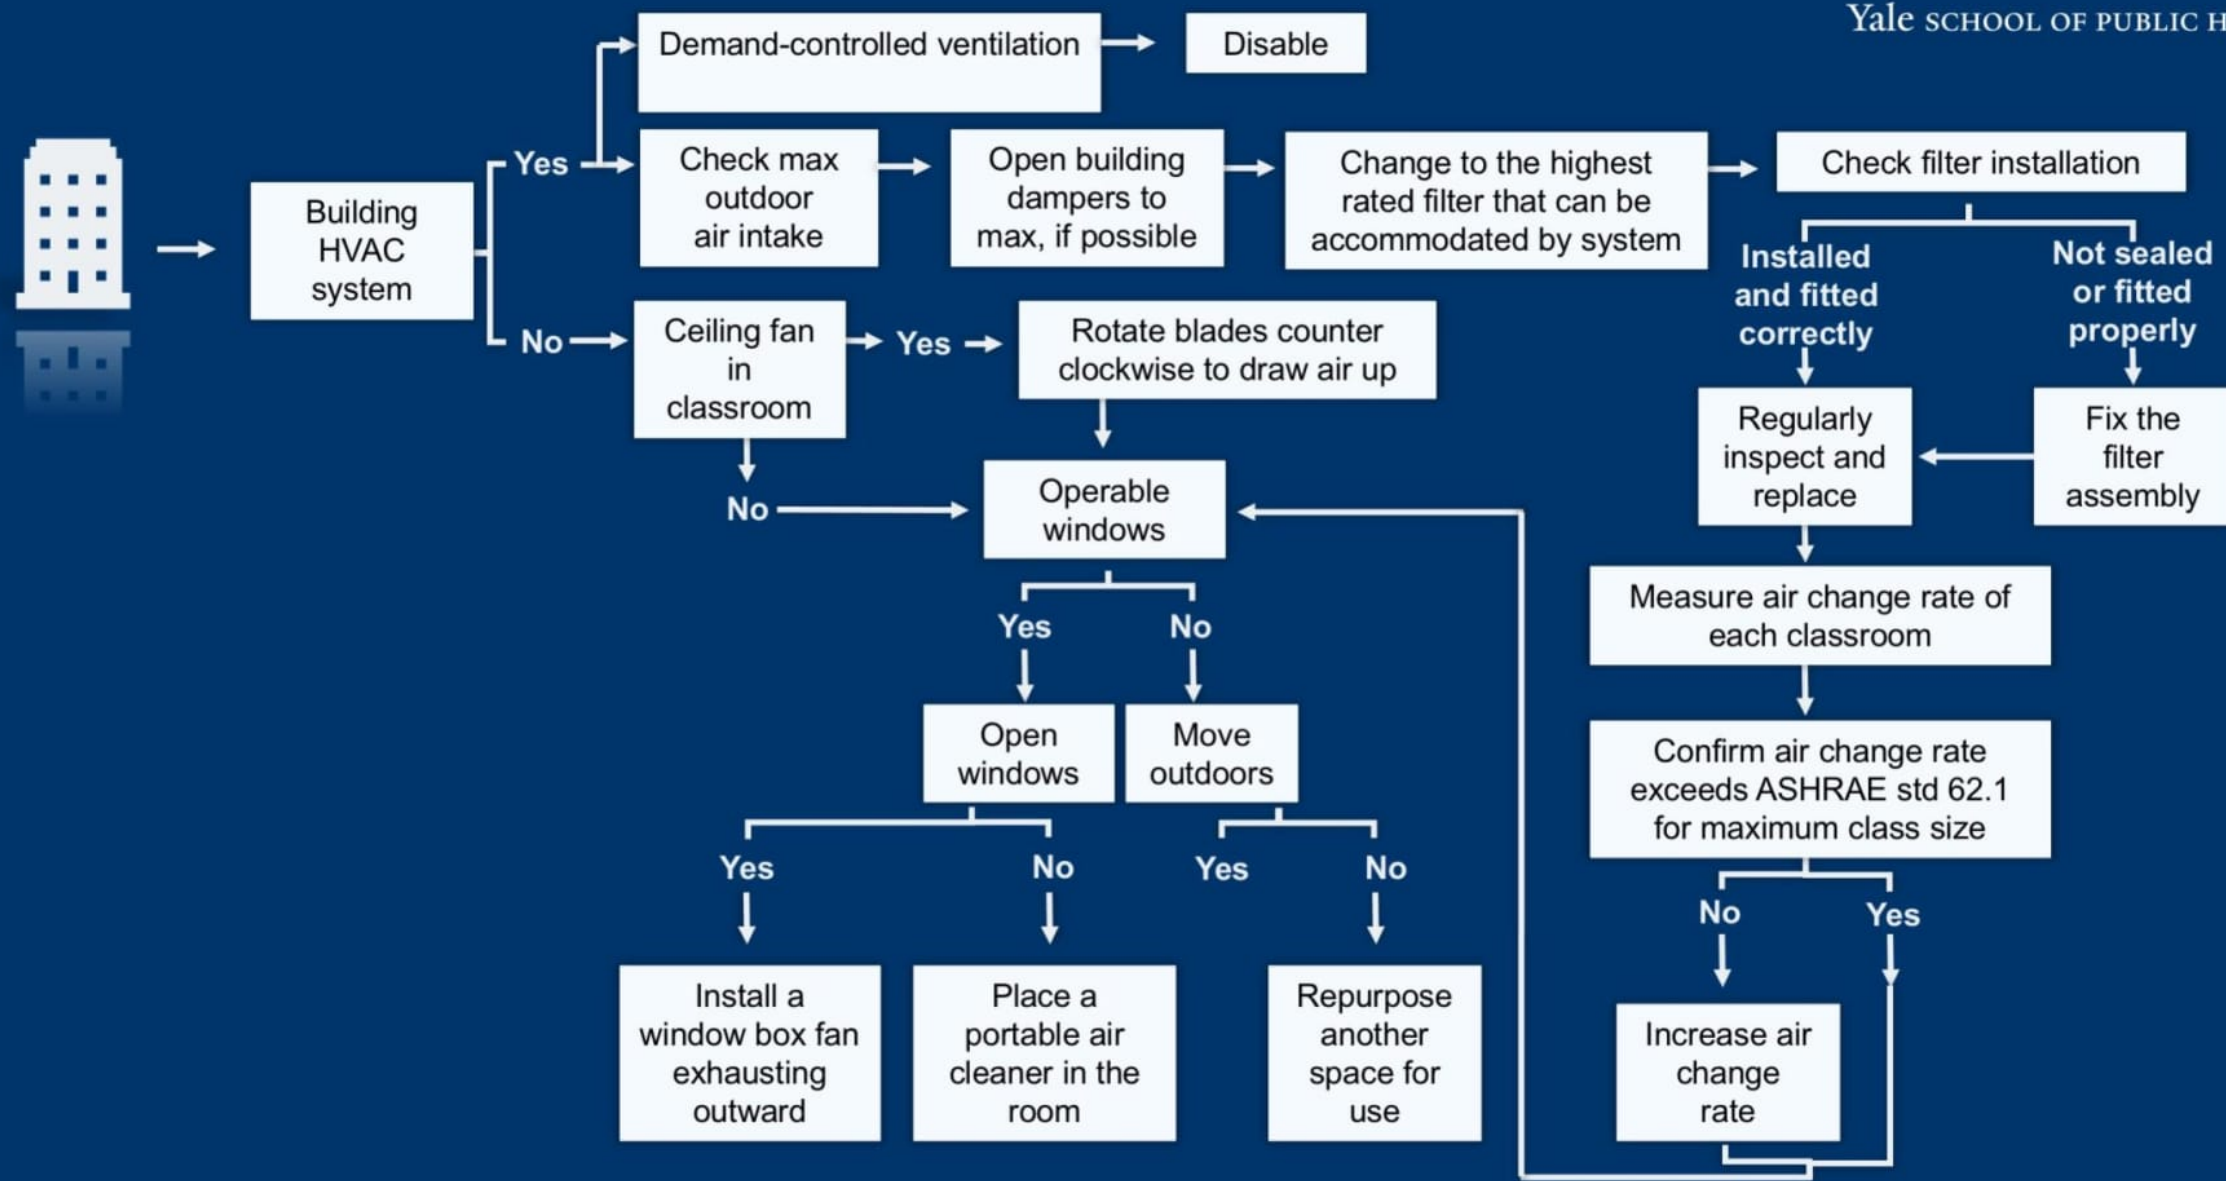 Yale SCHOOL OF PUBLIC H
Demand-controlled ventilation
Disable
Yes
Check max
outdoor
air intake
Open building
dampers to
max, if possible
Change to the highest
rated filter that can be
accommodated by system
Check filter installation
Building
HVAC
system
Installed
and fitted
correctly
Not sealed
or fitted
properly
No
Ceiling fan
in
classroom
Yes
Rotate blades counter
clockwise to draw air up
Regularly
inspect and
replace
Fix the
filter
assembly
No
Operable
windows
Measure air change rate of
each classroom
Yes
No
Open
windows
Move
outdoors
Confirm air change rate
exceeds ASHRAE std 62.1
for maximum class size
Yes
No
Yes
No
No
Yes
Install a
window box fan
exhausting
outward
Place a
portable air
cleaner in the
room
Repurpose
another
space for
use
Increase air
change
rate